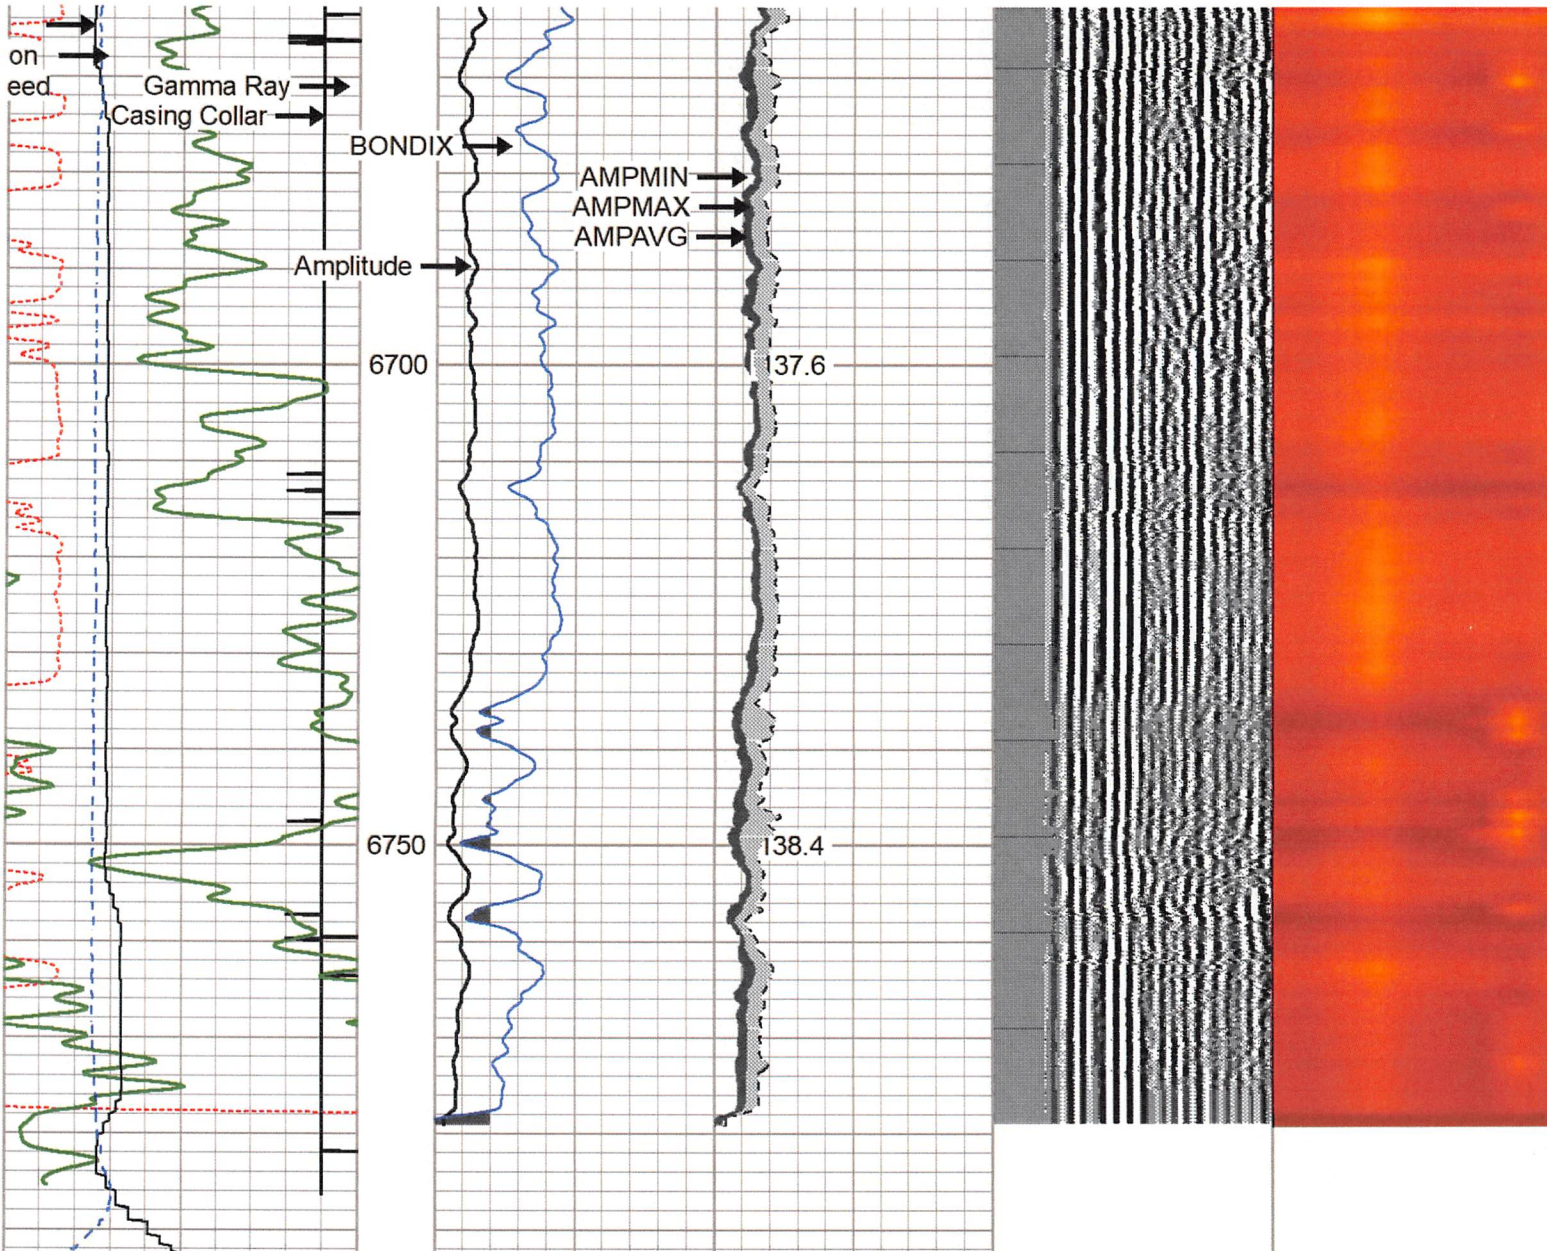 on
eed
Gamma Ray
Casing Collar
BONDIX
AMPMIN
AMPMAX
AMPAVG
Amplitude
6700
137.6
6750
138.4